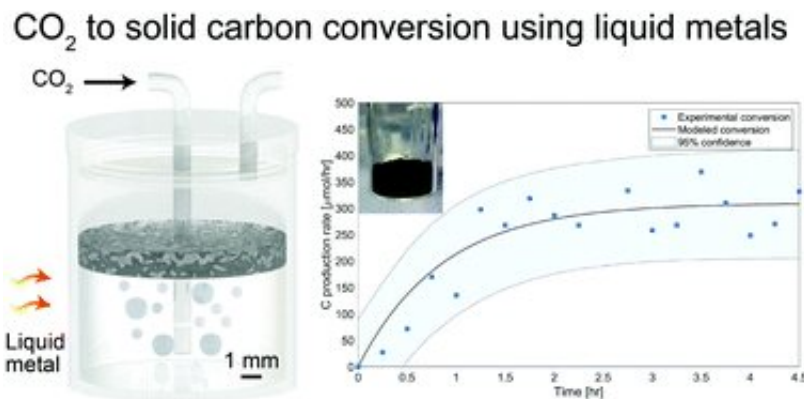 CO₂ to solid carbon conversion using liquid metals
CO₂
Liquid
metal
1 mm
C production rate [μmol/hr]
500
450
400
350
300
250
200
150
100
50
0
Experimental conversion
Modeled conversion
95% confidence
0 0.5 1 1.5 2 2.5 3 3.5 4 4.5
Time [hr]